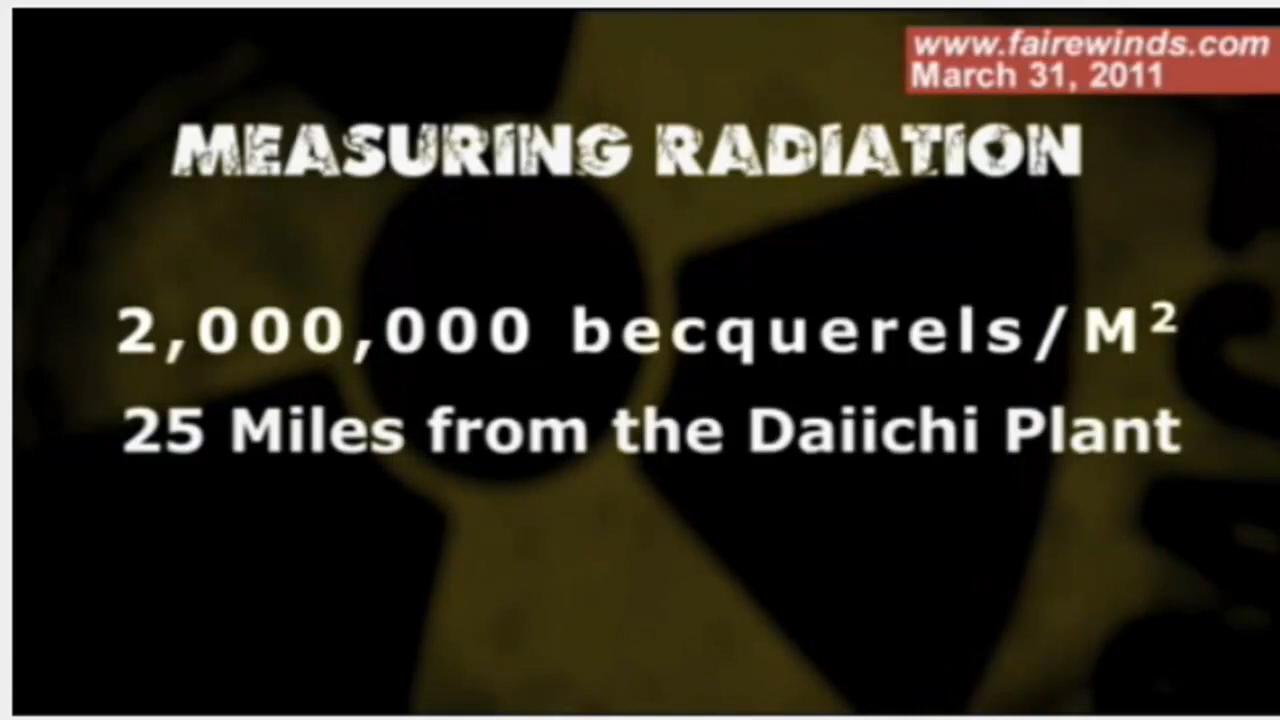 www.fairewinds.com
March 31, 2011
MEASURING RADIATION
2,000,000 becquerels/M²
25 Miles from the Daiichi Plant